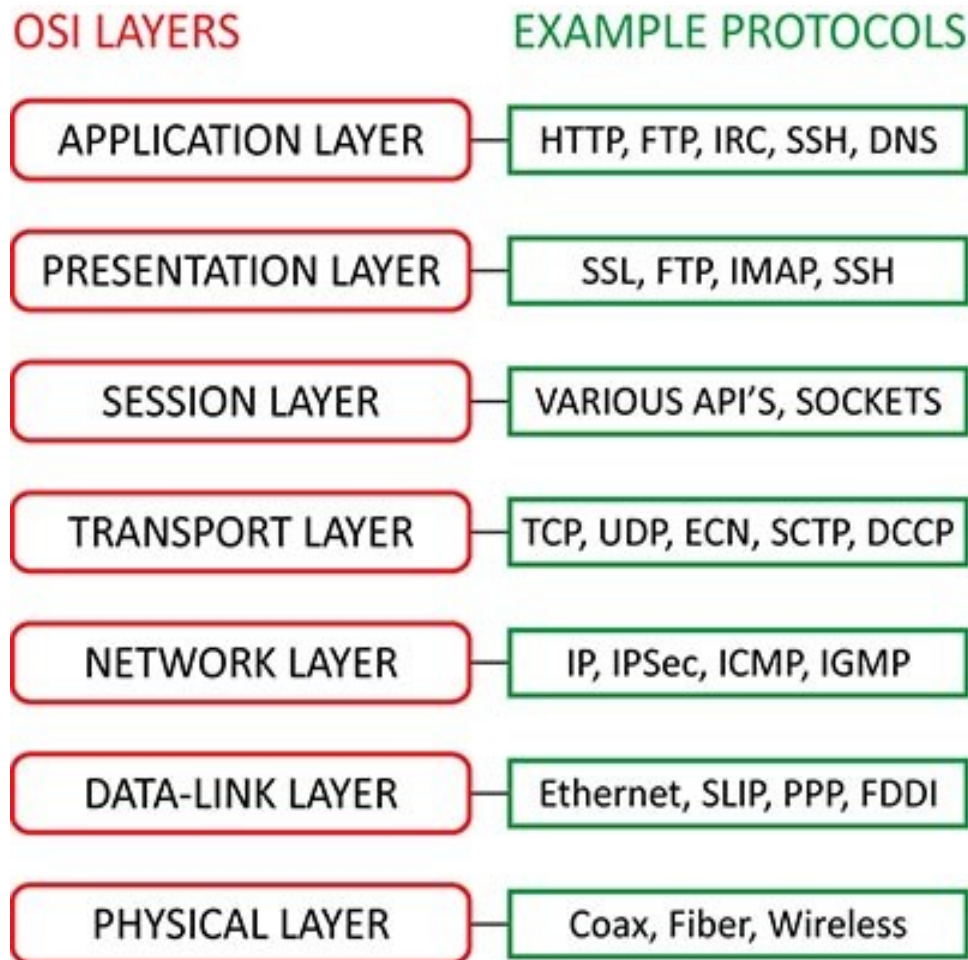 OSI LAYERS EXAMPLE PROTOCOLS
APPLICATION LAYER HTTP, FTP, IRC, SSH, DNS
PRESENTATION LAYER SSL, FTP, IMAP, SSH
SESSION LAYER VARIOUS API'S, SOCKETS
TRANSPORT LAYER TCP, UDP, ECN, SCTP, DCCP
NETWORK LAYER IP, IPSec, ICMP, IGMP
DATA-LINK LAYER Ethernet, SLIP, PPP, FDDI
PHYSICAL LAYER Coax, Fiber, Wireless